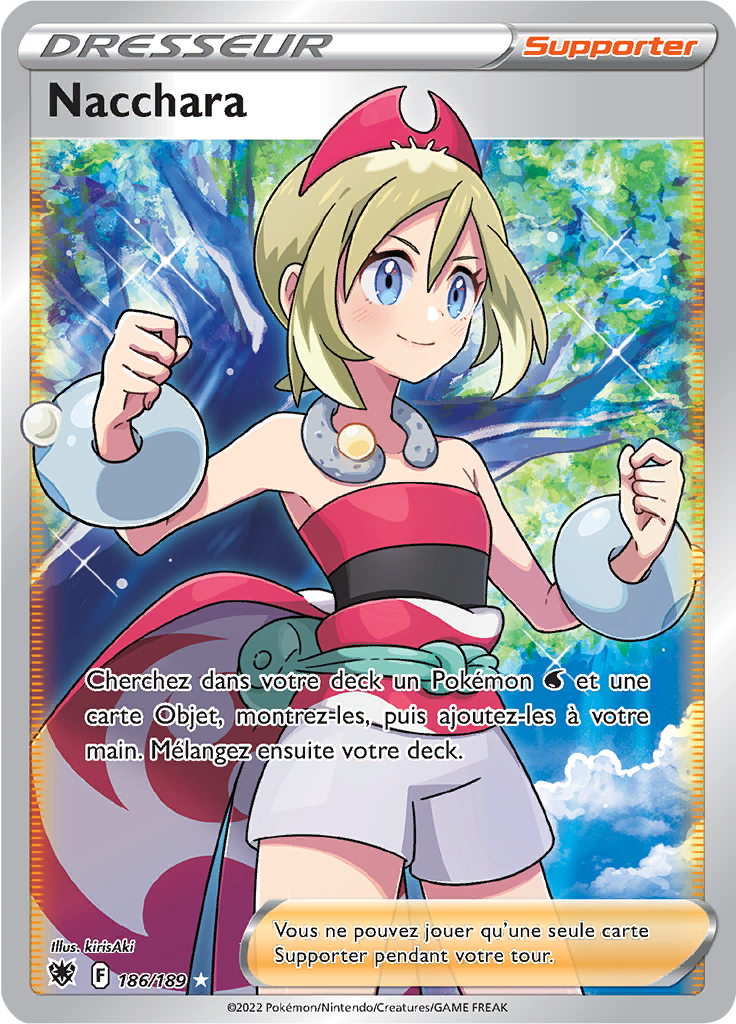 DRESSEUR Supporter
Nacchara
Cherchez dans votre deck un Pokémon et une
carte Objet, montrez-les, puis ajoutez-les à votre
main. Mélangez ensuite votre deck.
Vous ne pouvez jouer qu'une seule carte
Supporter pendant votre tour.
Illus. kirisAki
F 186/189 ★
©2022 Pokémon/Nintendo/Creatures/GAME FREAK